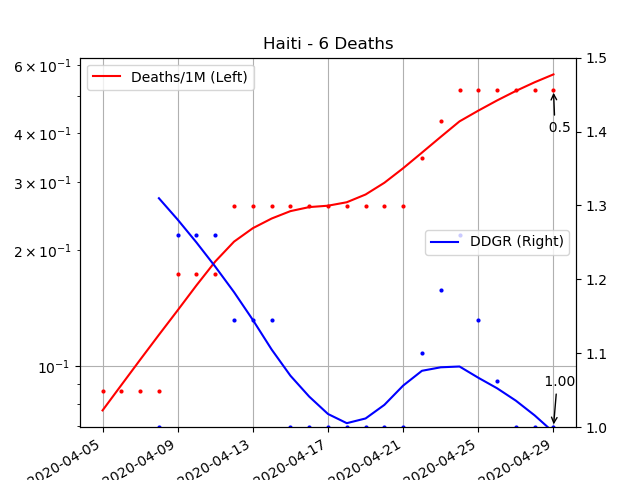 Haiti - 6 Deaths
6 × 10⁻¹
4 × 10⁻¹
3 × 10⁻¹
2 × 10⁻¹
10⁻¹
Deaths/1M (Left)
0.5
DDGR (Right)
1.00
1.5
1.4
1.3
1.2
1.1
1.0
2020-04-05
2020-04-09
2020-04-13
2020-04-17
2020-04-21
2020-04-25
2020-04-29